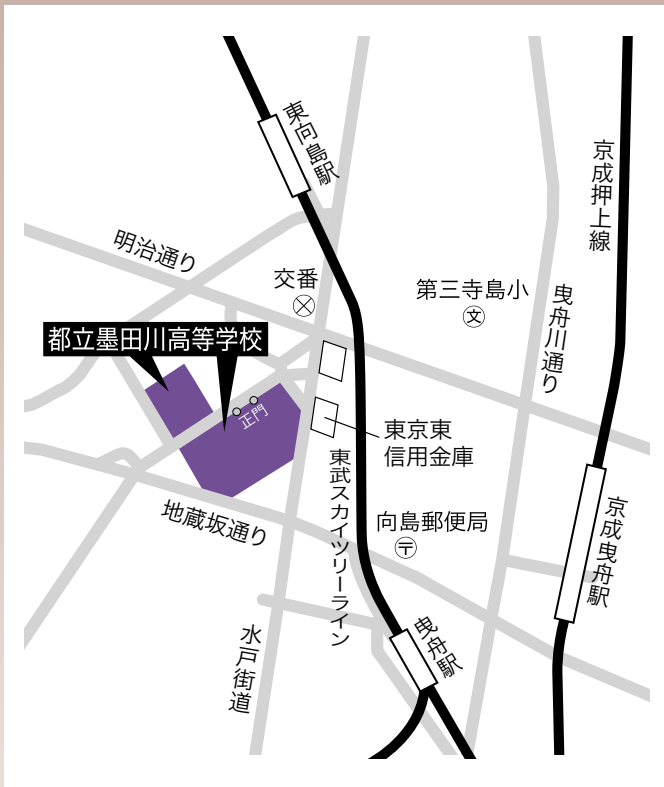 東向島駅
京成押上線
明治通り
交番
第三寺島小
文
曳舟川通り
都立墨田川高等学校
正門
東京東
信用金庫
東武スカイツリーライン
地蔵坂通り
向島郵便局
〒
京成曳舟駅
曳舟駅
水戸街道